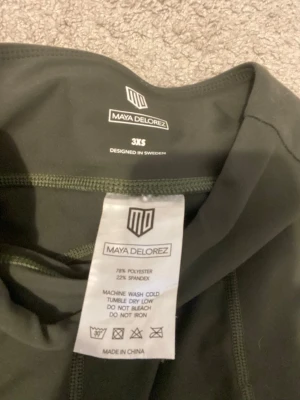 MAYA DELOREZ
3XS
DESIGNED IN SWEDEN
MAYA DELOREZ
78% POLYESTER
22% SPANDEX
MACHINE WASH COLD
TUMBLE DRY LOW
DO NOT BLEACH
DO NOT IRON
MADE IN CHINA